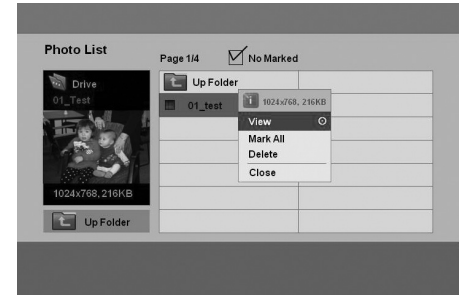 Photo List
Page 1/4 No Marked
Drive
01_Test
1024x768, 216KB
Up Folder
Up Folder
01_test
1024x768, 216KB
View
Mark All
Delete
Close